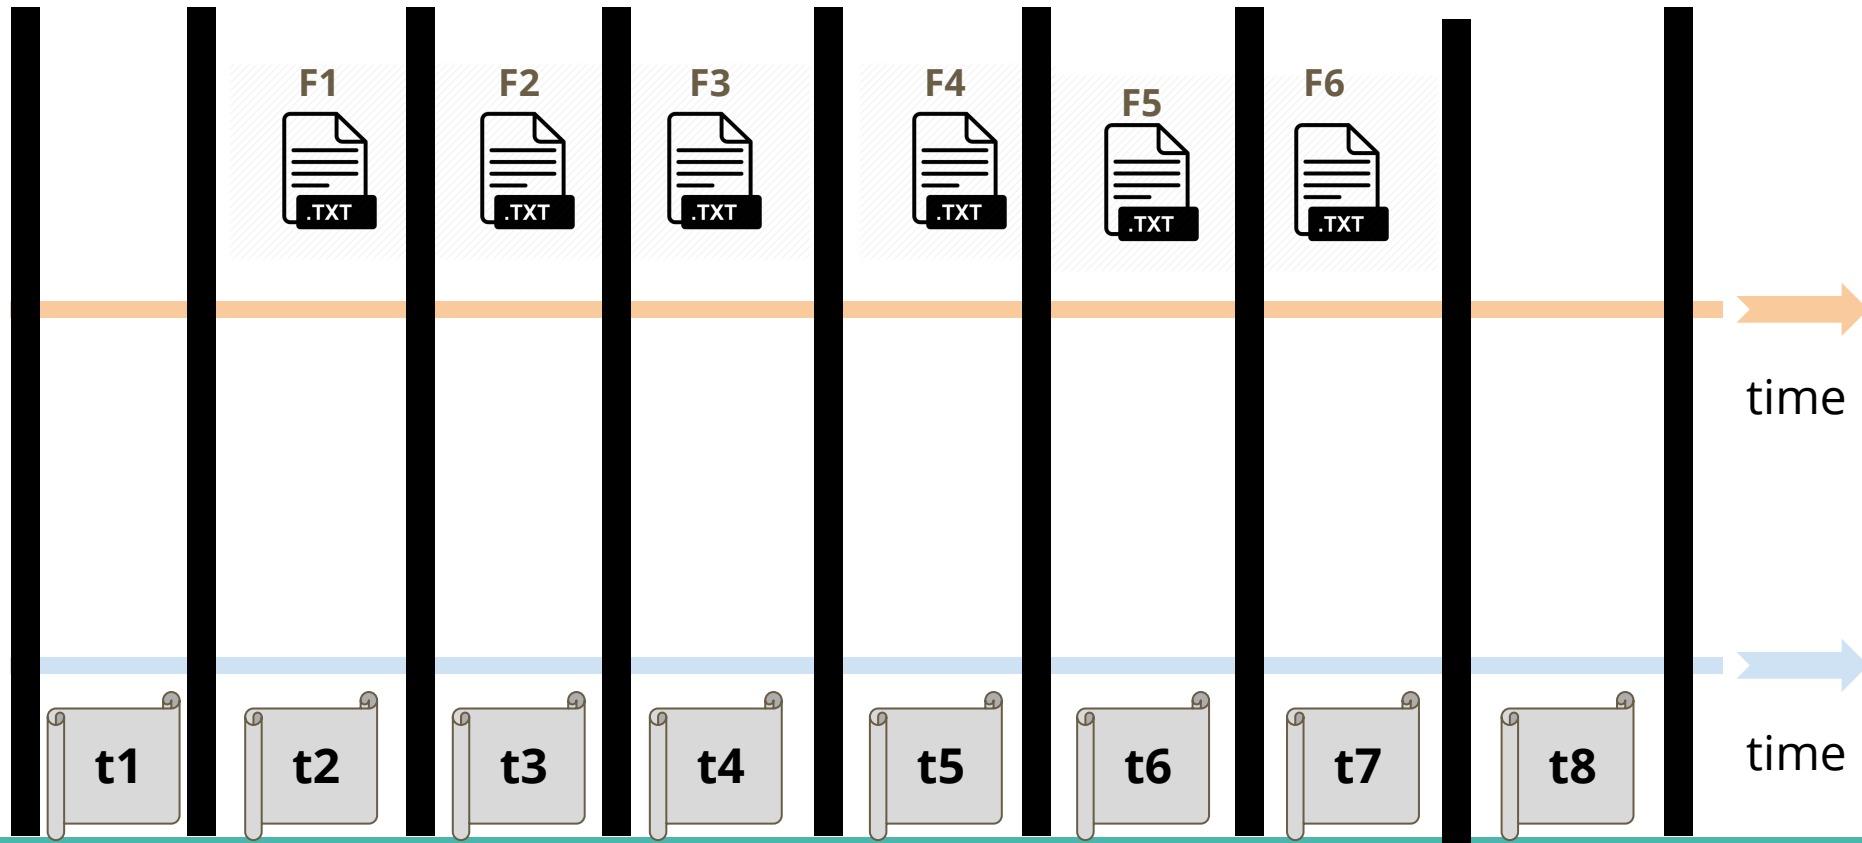 F1 F2 F3 F4 F5 F6
.TXT .TXT .TXT .TXT .TXT .TXT
time
t1 t2 t3 t4 t5 t6 t7 t8
time